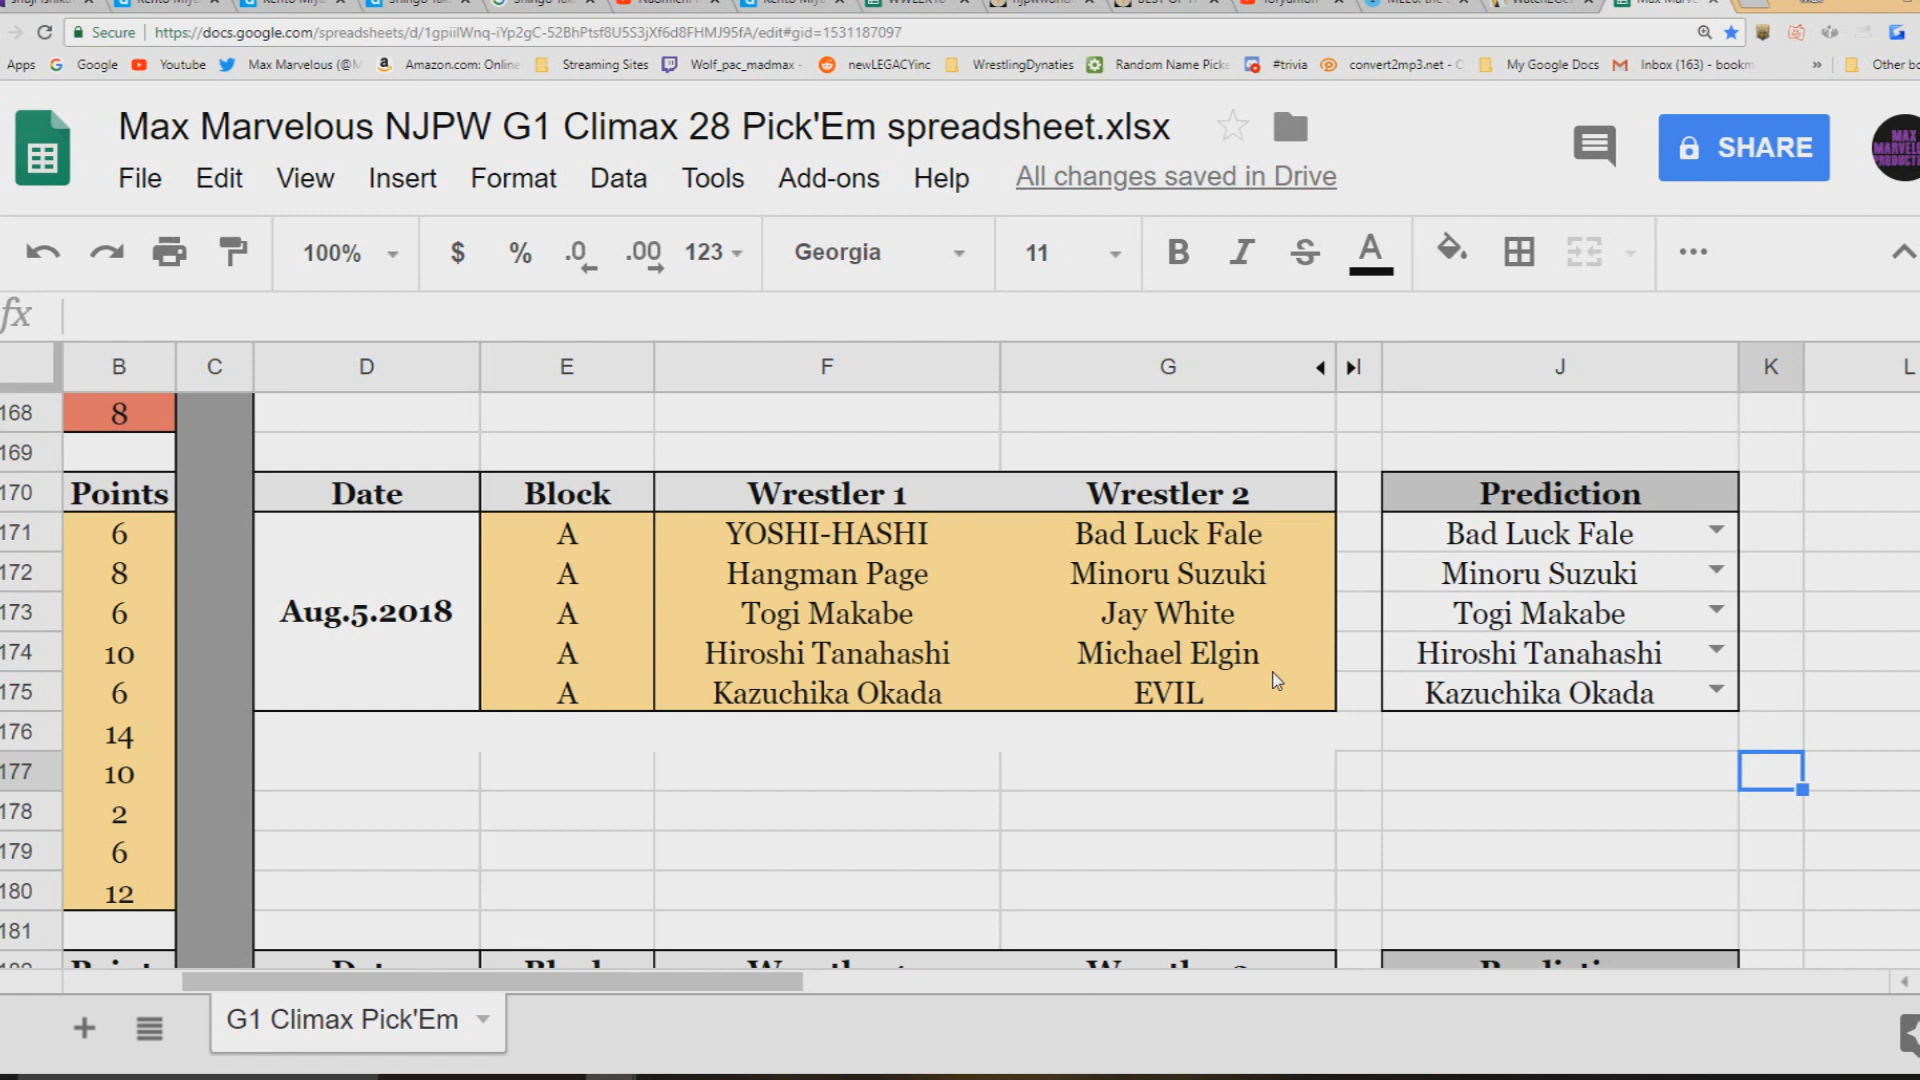 Secure https://docs.google.com/spreadsheets/d/1gpiilWnq-iYp2gC-52BhPtsf8U5S3jXf6d8FHMJ95fA/edit#gid=1531187097
Apps Google Youtube Max Marvelous (@M Amazon.com: Online Streaming Sites Wolf_pac_madmax - newLEGACYinc WrestlingDynaties Random Name Picke #trivia convert2mp3.net - C My Google Docs Inbox (163) - bookm » Other bo
Max Marvelous NJPW G1 Climax 28 Pick'Em spreadsheet.xlsx
SHARE
File Edit View Insert Format Data Tools Add-ons Help All changes saved in Drive
100% $ % .0 .00 123 Georgia 11 B I S A
fx
B C D E F G I J K L
168 8
169
170 Points Date Block Wrestler 1 Wrestler 2 Prediction
171 6 A YOSHI-HASHI Bad Luck Fale Bad Luck Fale
172 8 A Hangman Page Minoru Suzuki Minoru Suzuki
173 6 Aug.5.2018 A Togi Makabe Jay White Togi Makabe
174 10 A Hiroshi Tanahashi Michael Elgin Hiroshi Tanahashi
175 6 A Kazuchika Okada EVIL Kazuchika Okada
176 14
177 10
178 2
179 6
180 12
181
G1 Climax Pick'Em